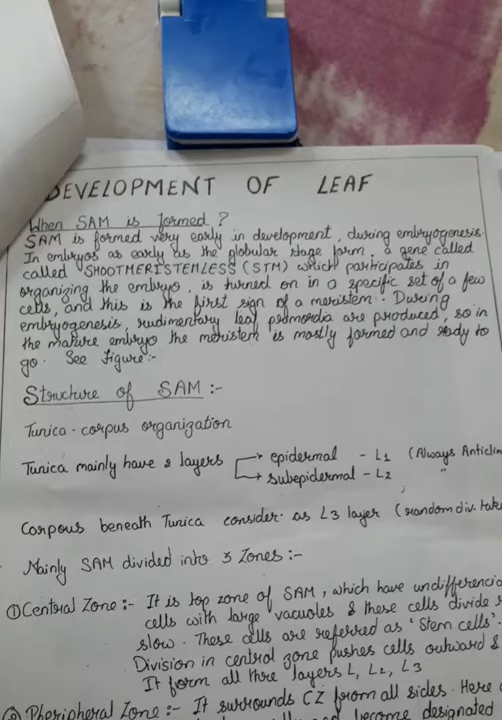 DEVELOPMENT OF LEAF
When SAM is formed ?
SAM is formed very early in development, during embryogenesis.
In embryos as early as the globular stage form, a gene called
called SHOOTMERISTEMLESS (STM) which participates in
organizing the embryo, is turned on in a specific set of a few
cells, and this is the first sign of a meristem. During
embryogenesis, rudimentary leaf primordia are produced, so in
the mature embryo the meristem is mostly formed and ready to
go. See Figure:-
Structure of SAM :-
Tunica-corpus organization
Tunica mainly have 2 layers → epidermal - L1 (Always Anticlin
→ subepidermal - L2 "
Corpous beneath Tunica consider as L3 layer (random div. take
Mainly SAM divided into 3 Zones :-
① Central Zone :- It is top zone of SAM, which have undifferencia
cells with large vacuoles & these cells divide
slow. These cells are referred as 'Stem cells'.
Division in central zone pushes cells outward &
It form all three layers L, L2, L3
② Pheripheral Zone :- It surrounds CZ from all sides. Here
become designated